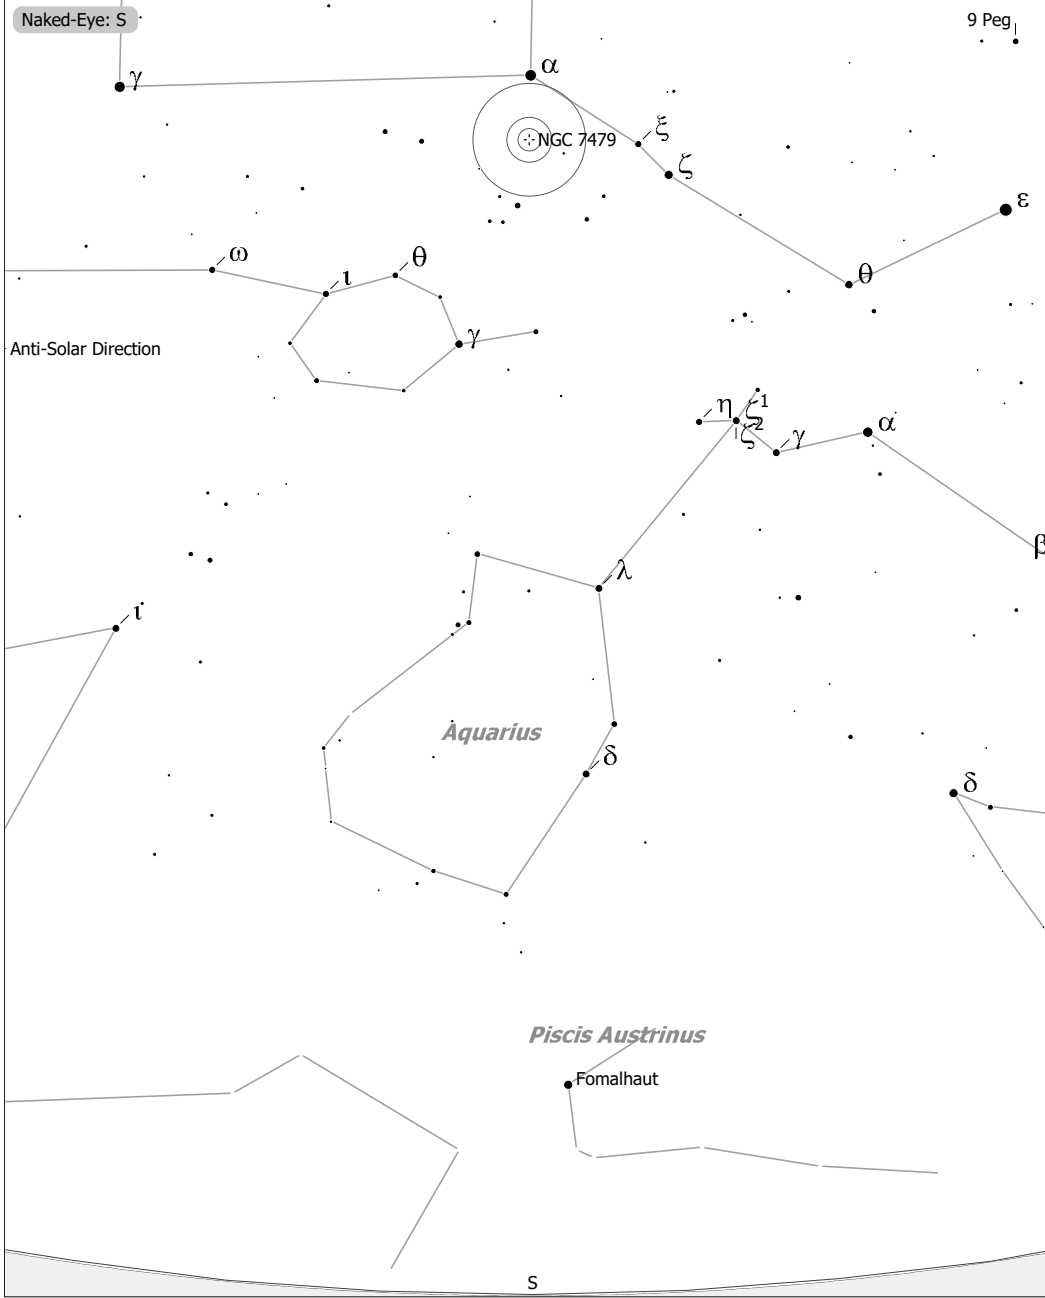 Naked-Eye: S
9 Peg
γ
α
ξ
NGC 7479
ζ
ε
ω
θ
ι
θ
γ
Anti-Solar Direction
η
ζ1
α
ζ2
γ
β
λ
ι
Aquarius
δ
δ
Piscis Austrinus
Fomalhaut
S